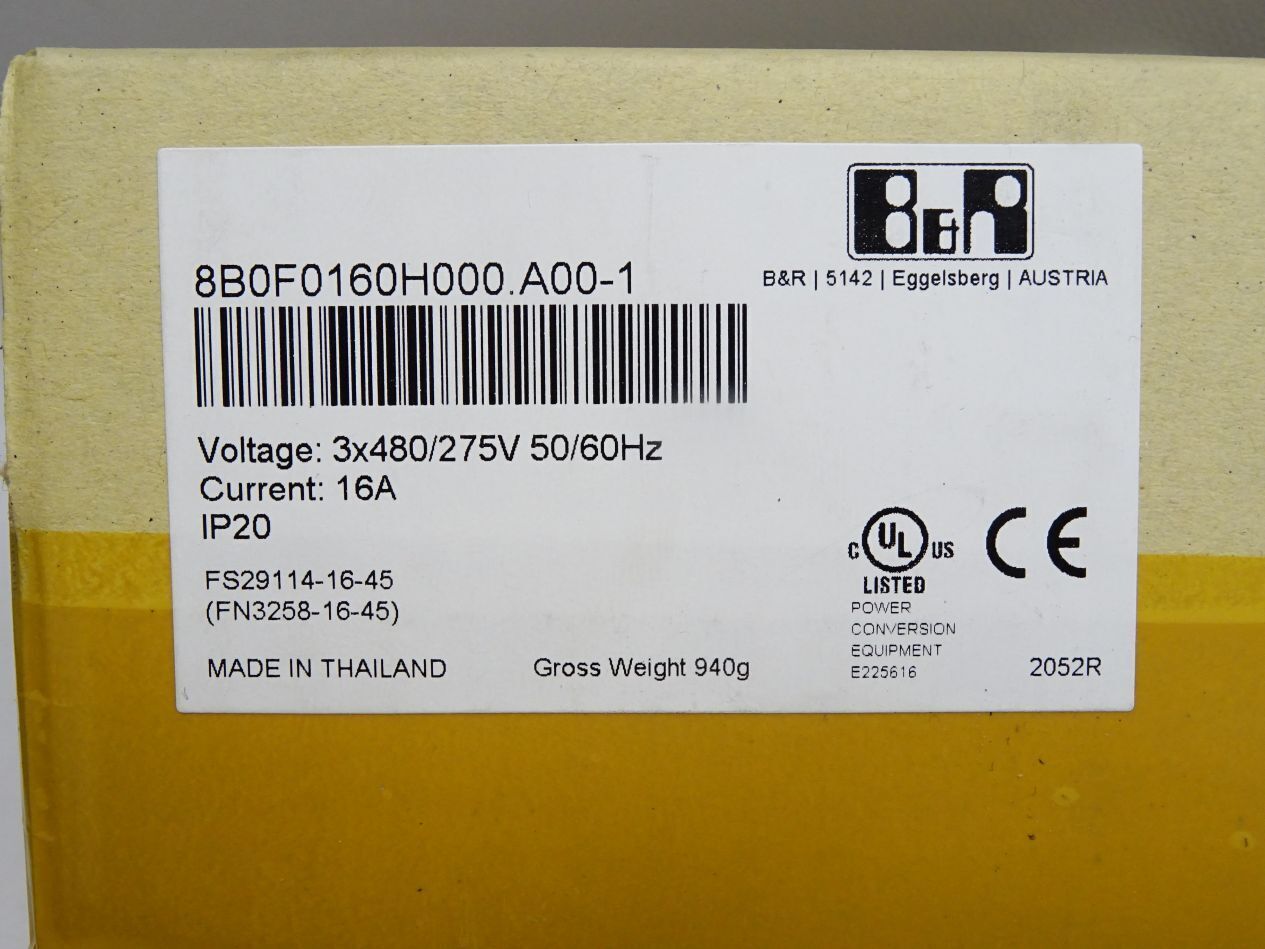 B&R
B&R | 5142 | Eggelsberg | AUSTRIA
8B0F0160H000.A00-1
Voltage: 3x480/275V 50/60Hz
Current: 16A
IP20
FS29114-16-45
(FN3258-16-45)
MADE IN THAILAND
Gross Weight 940g
C UL US
LISTED
POWER
CONVERSION
EQUIPMENT
E225616
CE
2052R